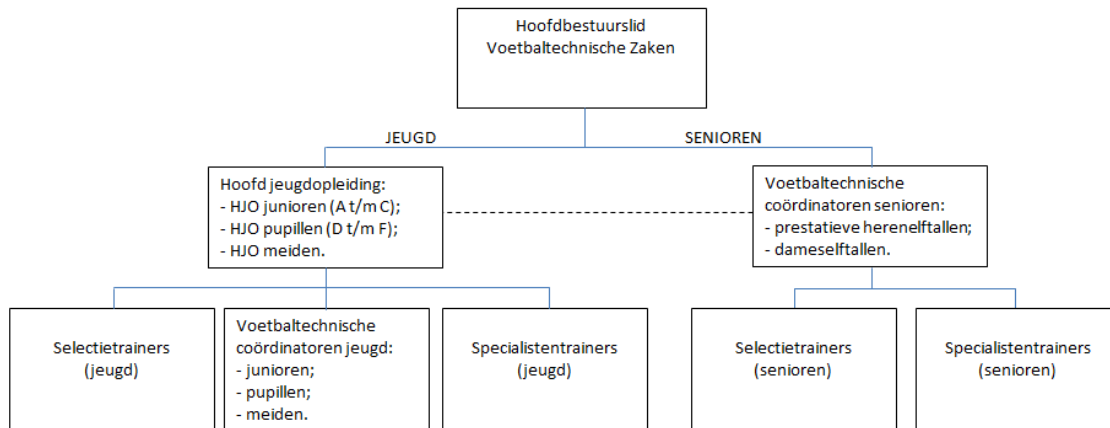 Hoofdbestuurslid
Voetbaltechnische Zaken
JEUGD
SENIOREN
Hoofd jeugdopleiding:
- HJO junioren (A t/m C);
- HJO pupillen (D t/m F);
- HJO meiden.
Voetbaltechnische
coördinatoren senioren:
- prestatieve herenelftallen;
- dameselftallen.
Selectietrainers
(jeugd)
Voetbaltechnische
coördinatoren jeugd:
- junioren;
- pupillen;
- meiden.
Specialistentrainers
(jeugd)
Selectietrainers
(senioren)
Specialistentrainers
(senioren)